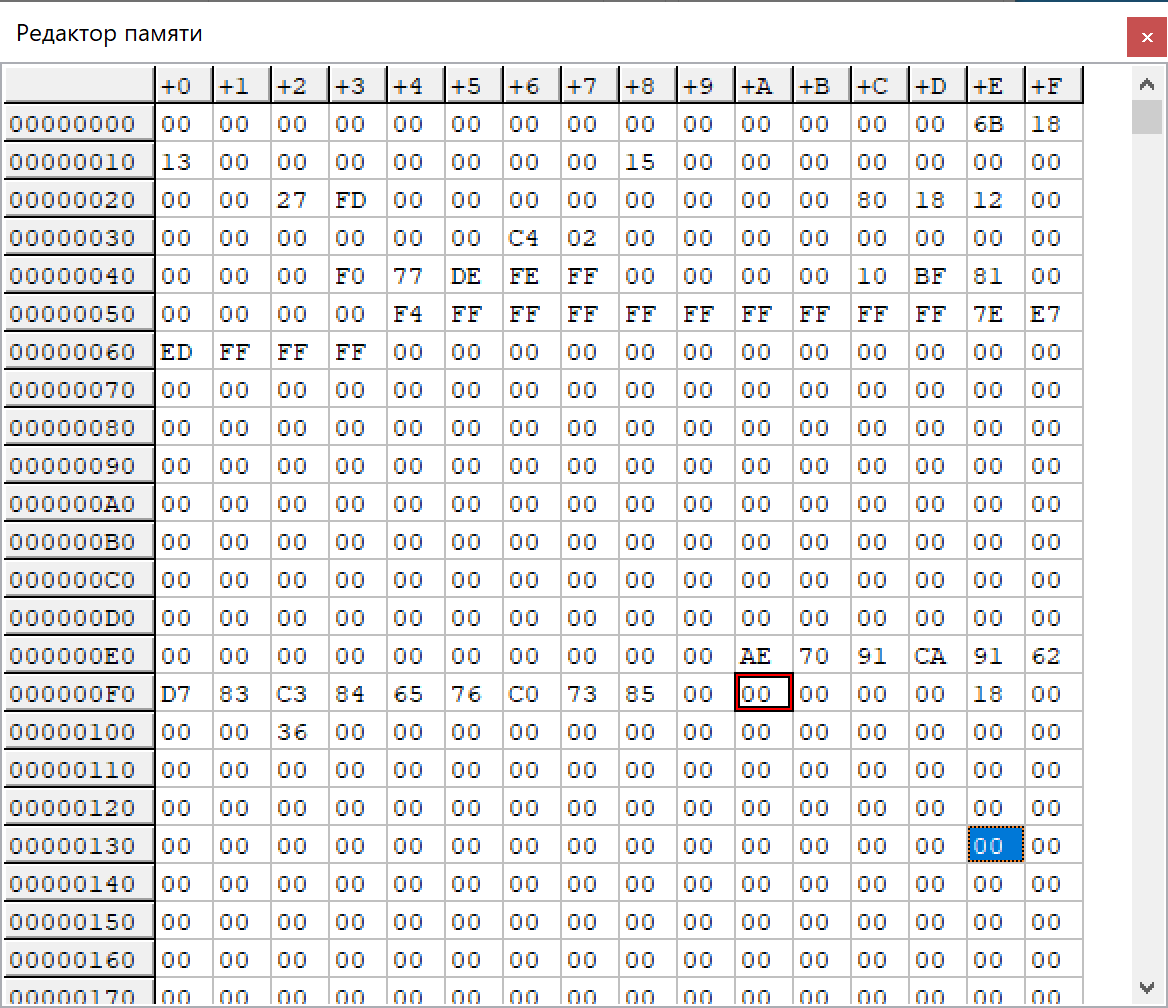 Редактор памяти
+0 +1 +2 +3 +4 +5 +6 +7 +8 +9 +A +B +C +D +E +F
00000000 00 00 00 00 00 00 00 00 00 00 00 00 00 00 6B 18
00000010 13 00 00 00 00 00 00 00 15 00 00 00 00 00 00 00
00000020 00 00 27 FD 00 00 00 00 00 00 00 00 80 18 12 00
00000030 00 00 00 00 00 00 C4 02 00 00 00 00 00 00 00 00
00000040 00 00 00 F0 77 DE FE FF 00 00 00 00 10 BF 81 00
00000050 00 00 00 00 F4 FF FF FF FF FF FF FF FF FF 7E E7
00000060 ED FF FF FF 00 00 00 00 00 00 00 00 00 00 00 00
00000070 00 00 00 00 00 00 00 00 00 00 00 00 00 00 00 00
00000080 00 00 00 00 00 00 00 00 00 00 00 00 00 00 00 00
00000090 00 00 00 00 00 00 00 00 00 00 00 00 00 00 00 00
000000A0 00 00 00 00 00 00 00 00 00 00 00 00 00 00 00 00
000000B0 00 00 00 00 00 00 00 00 00 00 00 00 00 00 00 00
000000C0 00 00 00 00 00 00 00 00 00 00 00 00 00 00 00 00
000000D0 00 00 00 00 00 00 00 00 00 00 00 00 00 00 00 00
000000E0 00 00 00 00 00 00 00 00 00 00 AE 70 91 CA 91 62
000000F0 D7 83 C3 84 65 76 C0 73 85 00 00 00 00 00 18 00
00000100 00 00 36 00 00 00 00 00 00 00 00 00 00 00 00 00
00000110 00 00 00 00 00 00 00 00 00 00 00 00 00 00 00 00
00000120 00 00 00 00 00 00 00 00 00 00 00 00 00 00 00 00
00000130 00 00 00 00 00 00 00 00 00 00 00 00 00 00 00 00
00000140 00 00 00 00 00 00 00 00 00 00 00 00 00 00 00 00
00000150 00 00 00 00 00 00 00 00 00 00 00 00 00 00 00 00
00000160 00 00 00 00 00 00 00 00 00 00 00 00 00 00 00 00
00000170 00 00 00 00 00 00 00 00 00 00 00 00 00 00 00 00